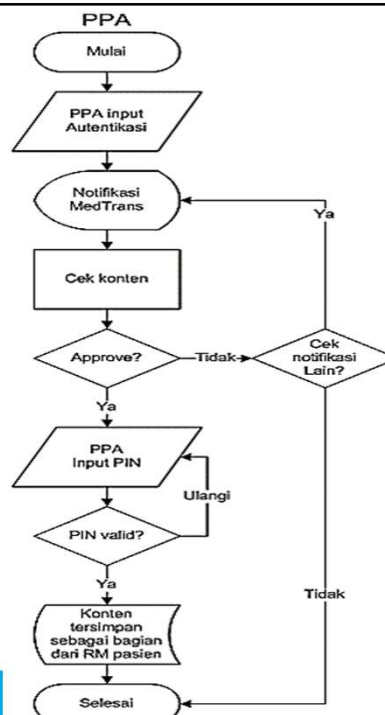 PPA
Mulai
PPA input
Autentikasi
Notifikasi
MedTrans
Ya
Cek konten
Approve?
Tidak
Cek
notifikasi
Lain?
Ya
PPA
Input PIN
Ulangi
PIN valid?
Ya
Tidak
Konten
tersimpan
sebagai bagian
dari RM pasien
Selesai